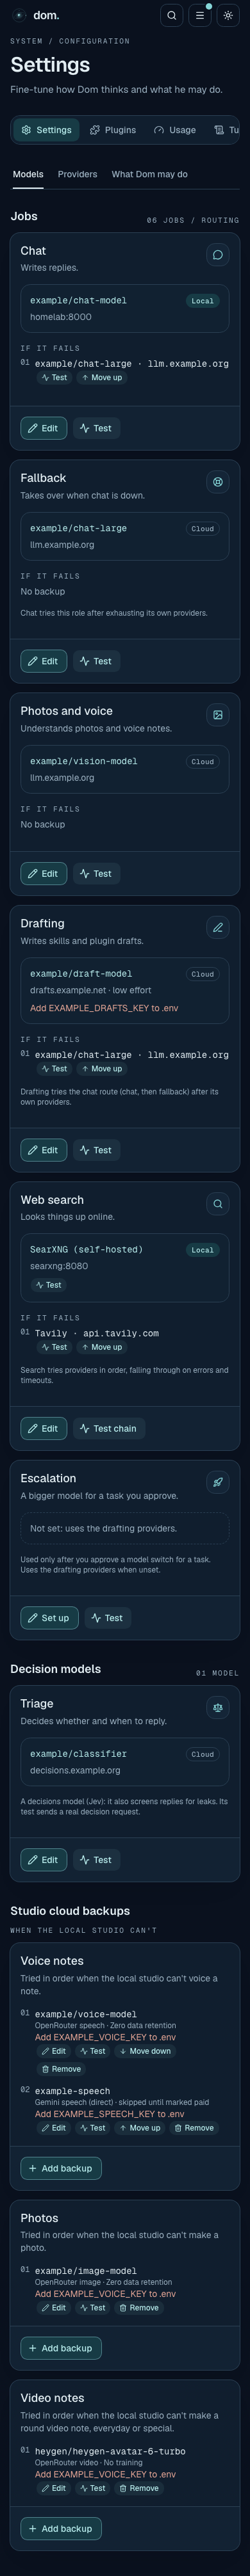 dom.
SYSTEM / CONFIGURATION
Settings
Fine-tune how Dom thinks and what he may do.
Settings
Plugins
Usage
Tu
Models
Providers
What Dom may do
Jobs
06 JOBS / ROUTING
Chat
Writes replies.
example/chat-model
Local
homelab:8000
IF IT FAILS
01 example/chat-large · llm.example.org
Test
Move up
Edit
Test
Fallback
Takes over when chat is down.
example/chat-large
Cloud
llm.example.org
IF IT FAILS
No backup
Chat tries this role after exhausting its own providers.
Edit
Test
Photos and voice
Understands photos and voice notes.
example/vision-model
Cloud
llm.example.org
IF IT FAILS
No backup
Edit
Test
Drafting
Writes skills and plugin drafts.
example/draft-model
Cloud
drafts.example.net · low effort
Add EXAMPLE_DRAFTS_KEY to .env
IF IT FAILS
01 example/chat-large · llm.example.org
Test
Move up
Drafting tries the chat route (chat, then fallback) after its
own providers.
Edit
Test
Web search
Looks things up online.
SearXNG (self-hosted)
Local
searxng:8080
Test
IF IT FAILS
01 Tavily · api.tavily.com
Test
Move up
Search tries providers in order, falling through on errors and
timeouts.
Edit
Test chain
Escalation
A bigger model for a task you approve.
Not set: uses the drafting providers.
Used only after you approve a model switch for a task.
Uses the drafting providers when unset.
Set up
Test
Decision models
01 MODEL
Triage
Decides whether and when to reply.
example/classifier
Cloud
decisions.example.org
A decisions model (Jev): it also screens replies for leaks. Its
test sends a real decision request.
Edit
Test
Studio cloud backups
WHEN THE LOCAL STUDIO CAN'T
Voice notes
Tried in order when the local studio can't voice a
note.
01 example/voice-model
OpenRouter speech · Zero data retention
Add EXAMPLE_VOICE_KEY to .env
Edit
Test
Move down
Remove
02 example-speech
Gemini speech (direct) · skipped until marked paid
Add EXAMPLE_SPEECH_KEY to .env
Edit
Test
Move up
Remove
Add backup
Photos
Tried in order when the local studio can't make a
photo.
01 example/image-model
OpenRouter image · Zero data retention
Add EXAMPLE_VOICE_KEY to .env
Edit
Test
Remove
Add backup
Video notes
Tried in order when the local studio can't make a
round video note, everyday or special.
01 heygen/heygen-avatar-6-turbo
OpenRouter video · No training
Add EXAMPLE_VOICE_KEY to .env
Edit
Test
Remove
Add backup